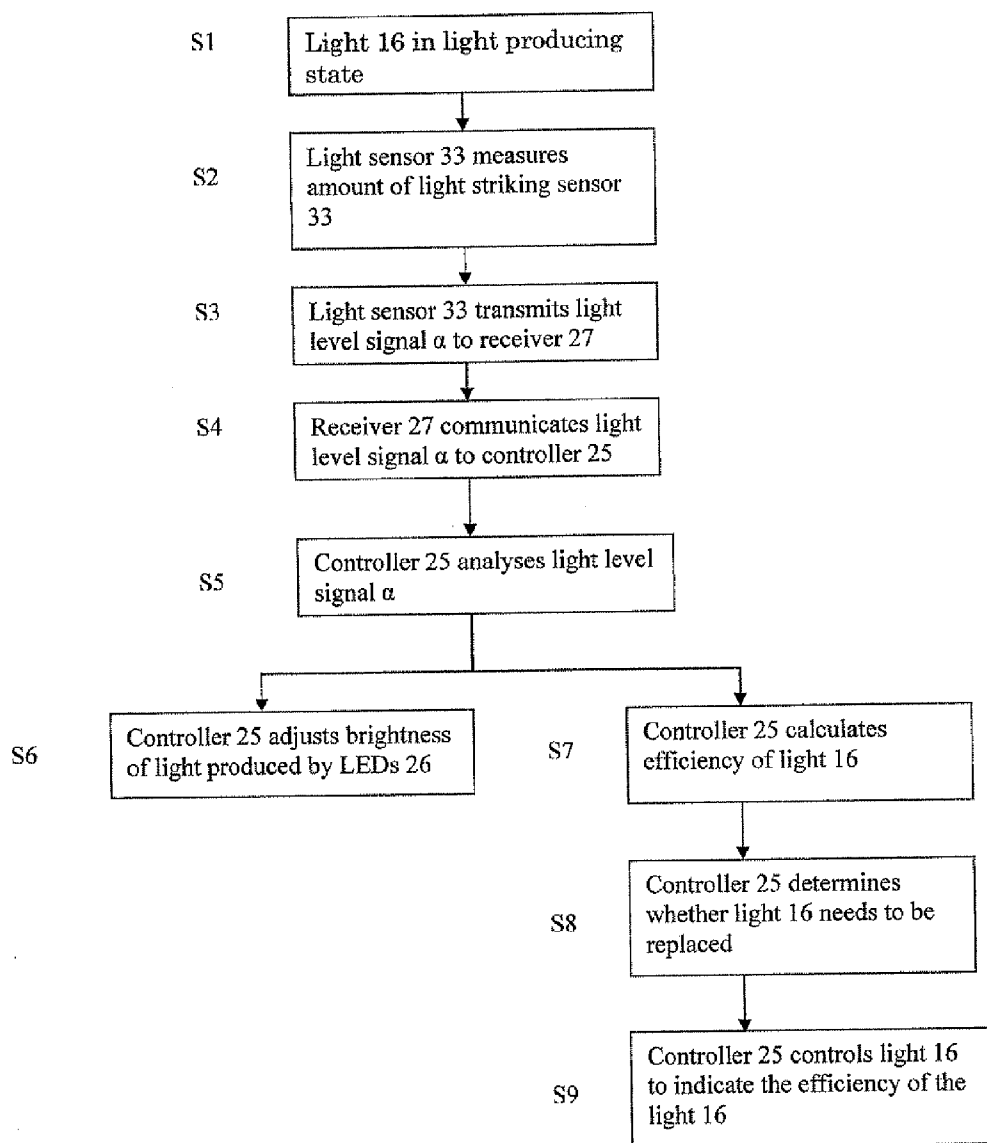 S1
Light 16 in light producing
state
S2
Light sensor 33 measures
amount of light striking sensor
33
S3
Light sensor 33 transmits light
level signal α to receiver 27
S4
Receiver 27 communicates light
level signal α to controller 25
S5
Controller 25 analyses light level
signal α
S6
Controller 25 adjusts brightness
of light produced by LEDs 26
S7
Controller 25 calculates
efficiency of light 16
S8
Controller 25 determines
whether light 16 needs to be
replaced
S9
Controller 25 controls light 16
to indicate the efficiency of the
light 16